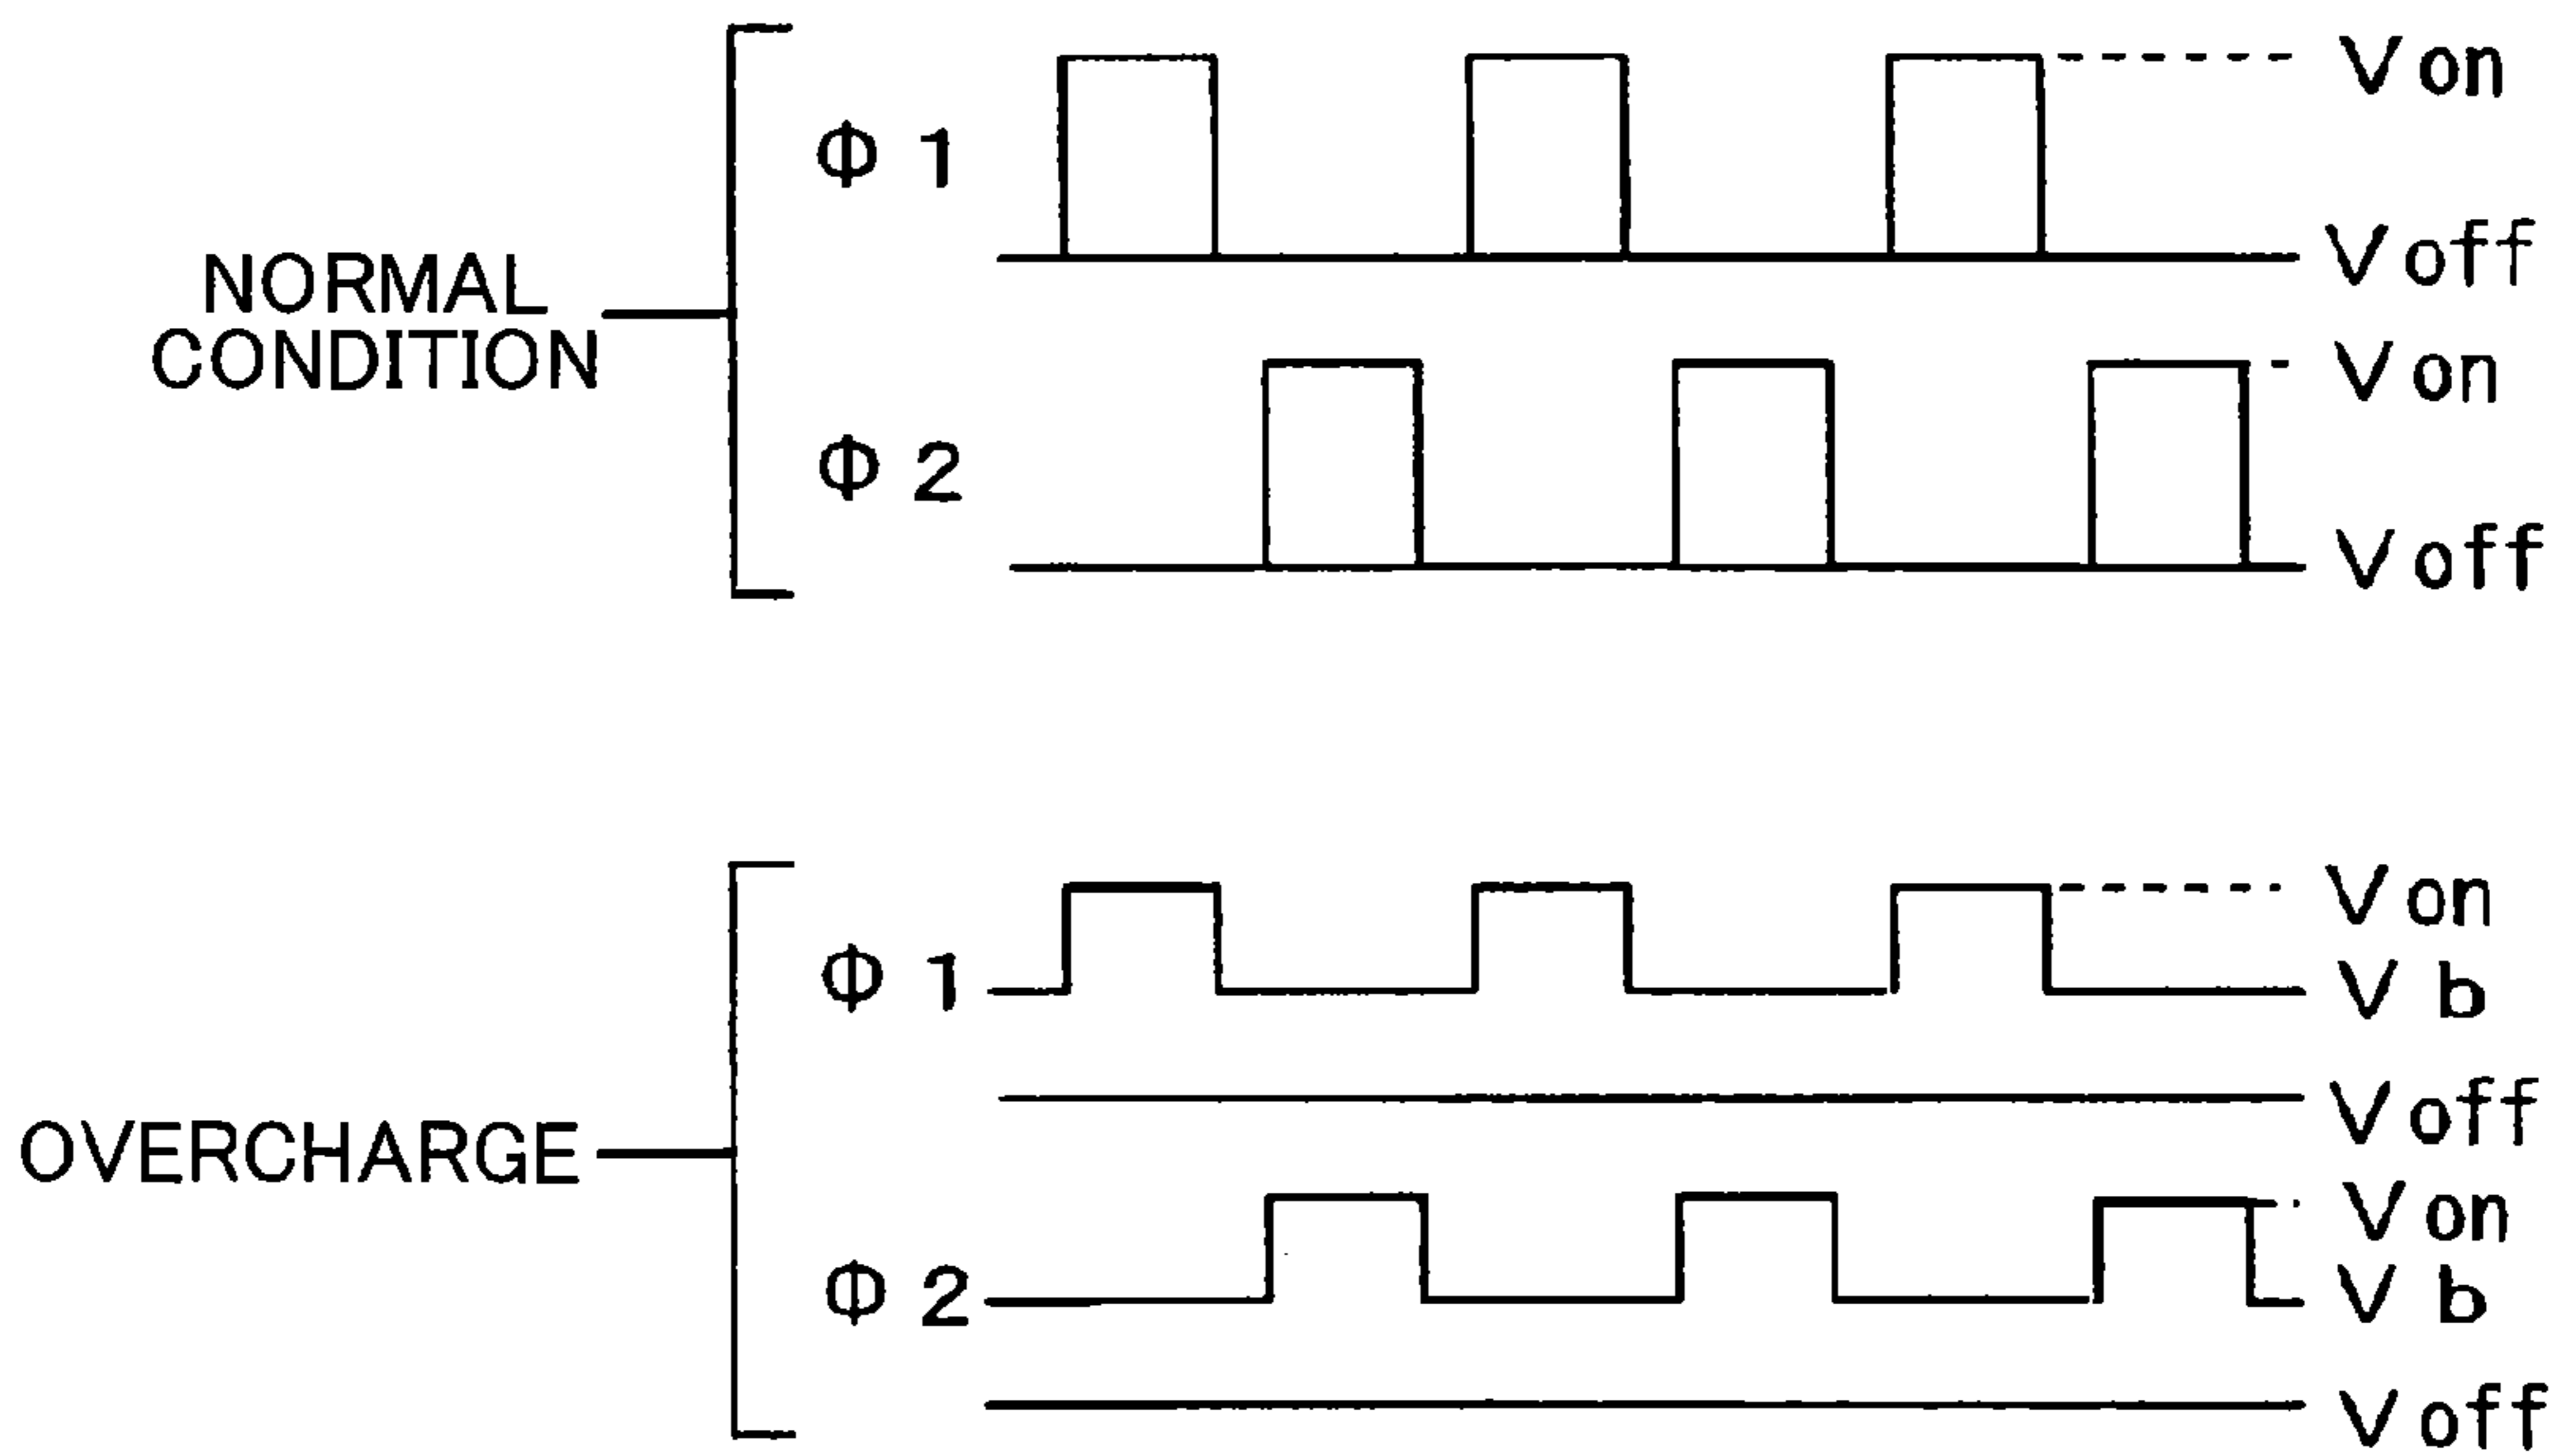 NORMAL
CONDITION
Φ 1
Von
Voff
Φ 2
Von
Voff
OVERCHARGE
Φ 1
Von
V b
Voff
Φ 2
Von
V b
Voff